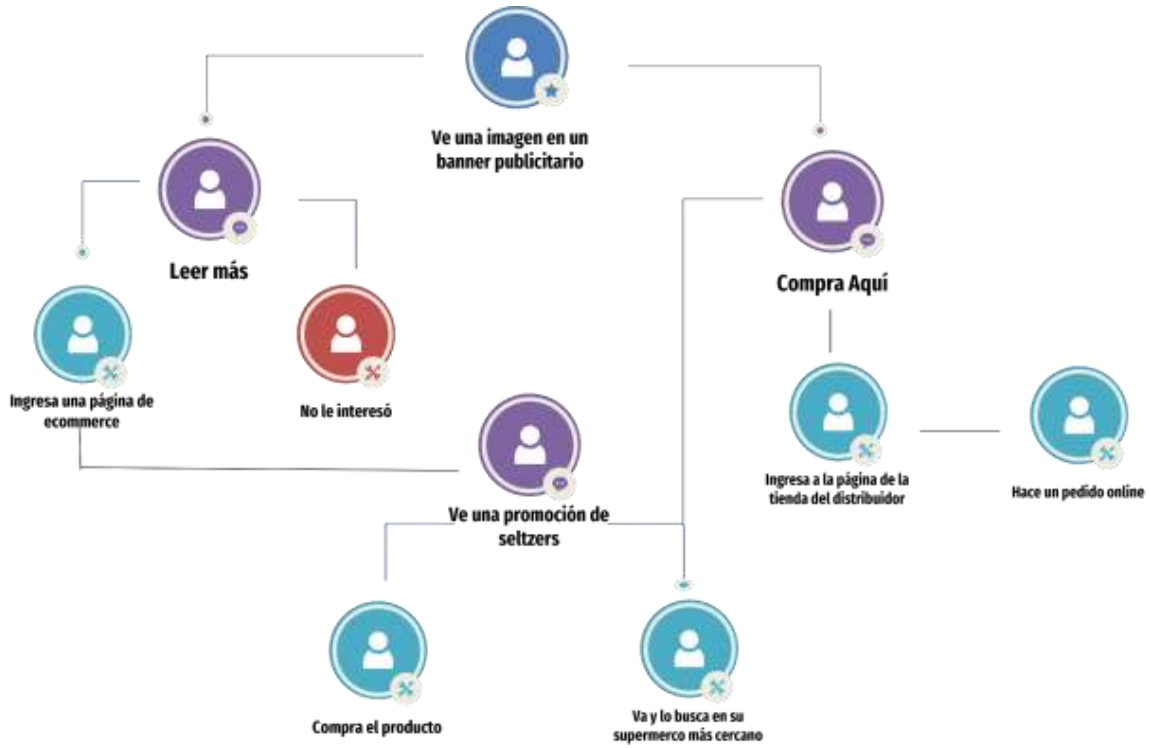 Ve una imagen en un
banner publicitario
Leer más
Compra Aquí
Ingresa una página de
ecommerce
No le interesó
Ve una promoción de
seltzers
Ingresa a la página de la
tienda del distribuidor
Hace un pedido online
Compra el producto
Va y lo busca en su
supermerco más cercano